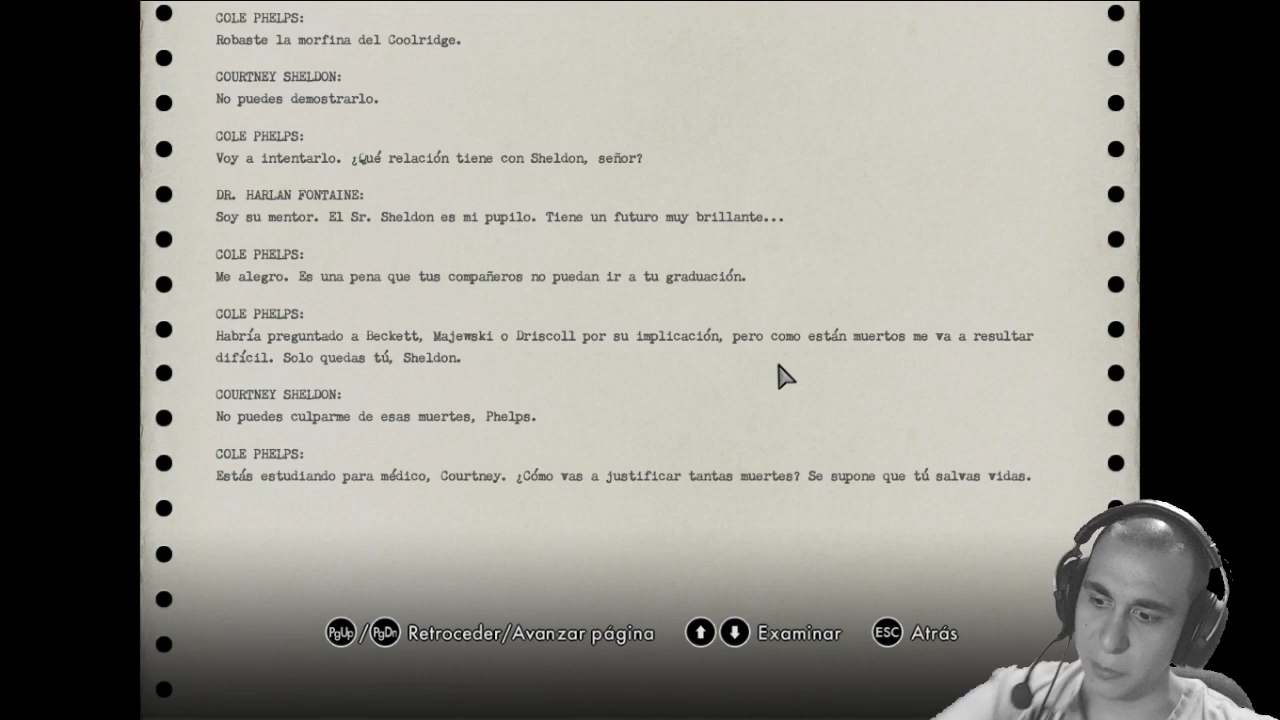 COLE PHELPS:
Robaste la morfina del Coolridge.
COURTNEY SHELDON:
No puedes demostrarlo.
COLE PHELPS:
Voy a intentarlo. ¿Qué relación tiene con Sheldon, señor?
DR. HARLAN FONTAINE:
Soy su mentor. El Sr. Sheldon es mi pupilo. Tiene un futuro muy brillante...
COLE PHELPS:
Me alegro. Es una pena que tus compañeros no puedan ir a tu graduación.
COLE PHELPS:
Habría preguntado a Beckett, Majewski o Driscoll por su implicación, pero como están muertos me va a resultar
difícil. Solo quedas tú, Sheldon.
COURTNEY SHELDON:
No puedes culparme de esas muertes, Phelps.
COLE PHELPS:
Estás estudiando para médico, Courtney. ¿Cómo vas a justificar tantas muertes? Se supone que tú salvas vidas.
PgUp/PgDn Retroceder/Avanzar página ⬆ ⬇ Examinar ESC Atrás